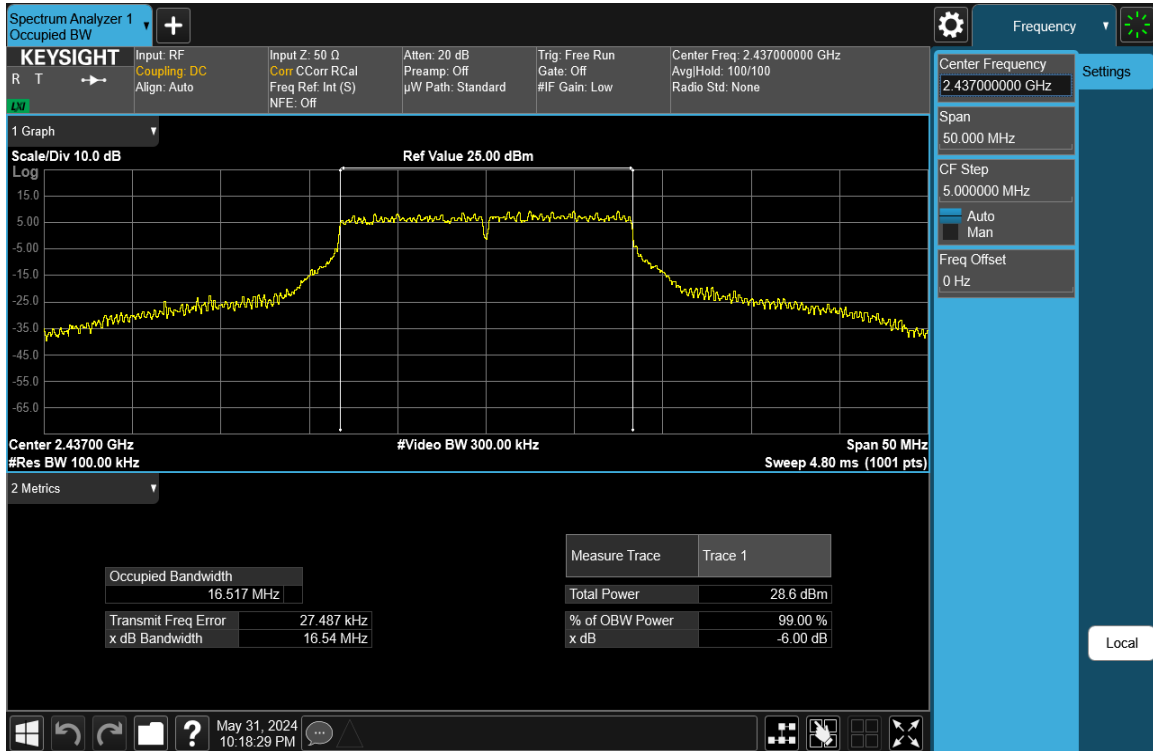 Spectrum Analyzer 1
Occupied BW
Frequency
KEYSIGHT
R T
LXI
Input: RF
Coupling: DC
Align: Auto
Input Z: 50 Ω
Corr CCorr RCal
Freq Ref: Int (S)
NFE: Off
Atten: 20 dB
Preamp: Off
µW Path: Standard
Trig: Free Run
Gate: Off
#IF Gain: Low
Center Freq: 2.437000000 GHz
Avg|Hold: 100/100
Radio Std: None
Center Frequency
2.437000000 GHz
Settings
Span
50.000 MHz
CF Step
5.000000 MHz
Auto
Man
Freq Offset
0 Hz
Local
1 Graph
Scale/Div 10.0 dB
Ref Value 25.00 dBm
Log
15.0
5.00
-5.00
-15.0
-25.0
-35.0
-45.0
-55.0
-65.0
Center 2.43700 GHz
#Video BW 300.00 kHz
Span 50 MHz
#Res BW 100.00 kHz
Sweep 4.80 ms (1001 pts)
2 Metrics
Measure Trace Trace 1
Occupied Bandwidth
16.517 MHz
Total Power 28.6 dBm
Transmit Freq Error 27.487 kHz
% of OBW Power 99.00 %
x dB Bandwidth 16.54 MHz
x dB -6.00 dB
?
May 31, 2024
10:18:29 PM